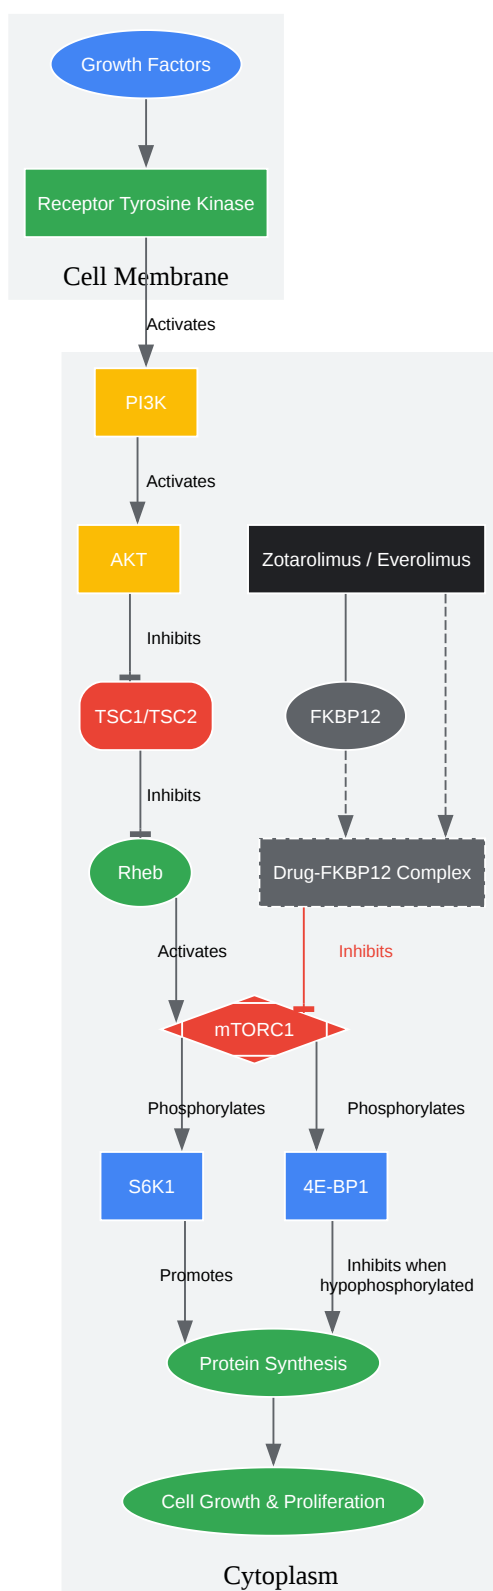 Growth Factors
Receptor Tyrosine Kinase
Cell Membrane
Activates
PI3K
Activates
AKT
Zotarolimus / Everolimus
Inhibits
TSC1/TSC2
FKBP12
Inhibits
Rheb
Drug-FKBP12 Complex
Activates
Inhibits
mTORC1
Phosphorylates
Phosphorylates
S6K1
4E-BP1
Promotes
Inhibits when
hypophosphorylated
Protein Synthesis
Cell Growth & Proliferation
Cytoplasm